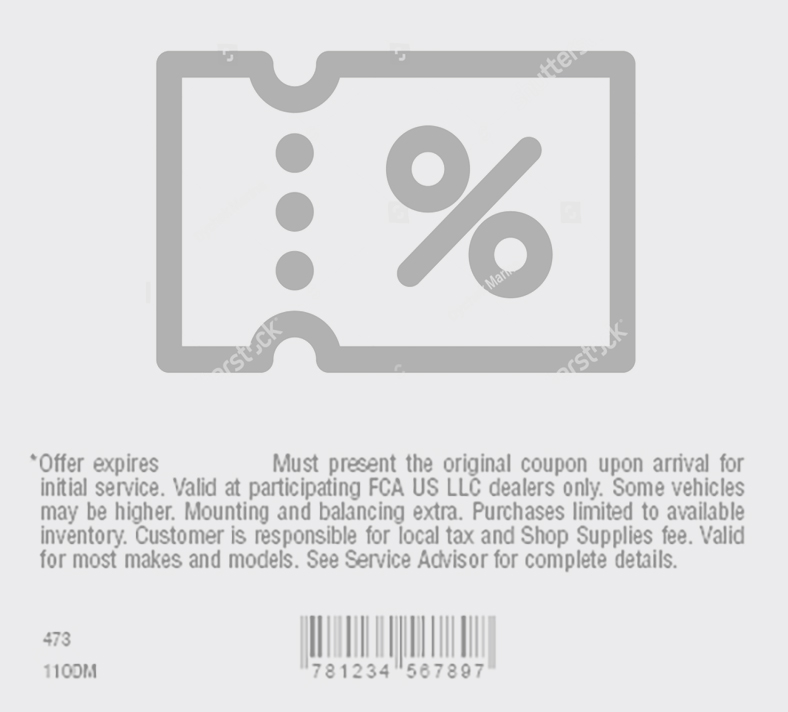 %
*Offer expires Must present the original coupon upon arrival for
initial service. Valid at participating FCA US LLC dealers only. Some vehicles
may be higher. Mounting and balancing extra. Purchases limited to available
inventory. Customer is responsible for local tax and Shop Supplies fee. Valid
for most makes and models. See Service Advisor for complete details.
473
1100M
781234 567897